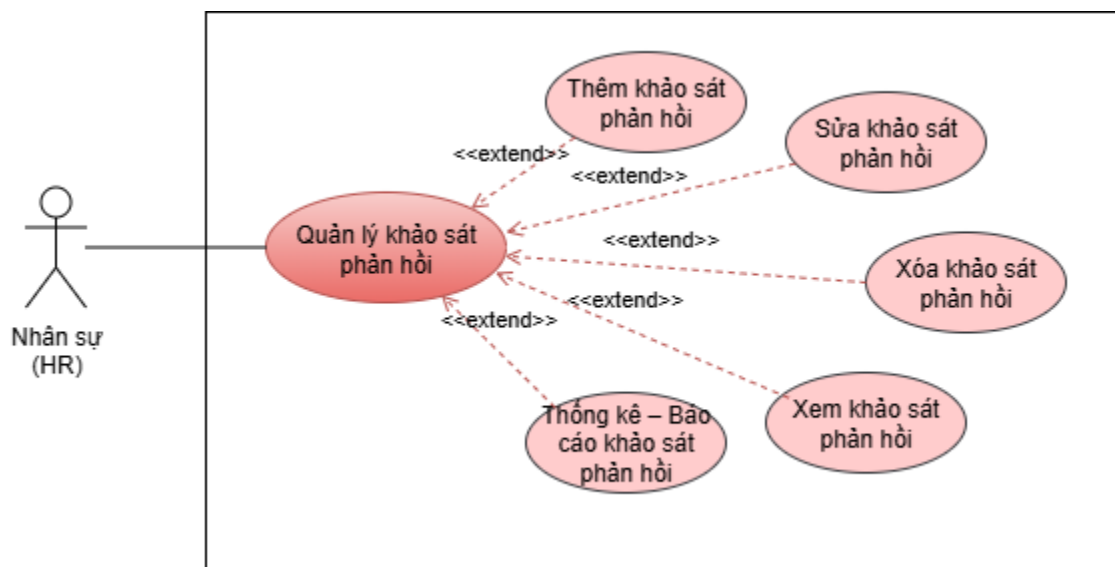 Thêm khảo sát
phản hồi
Sửa khảo sát
phản hồi
<<extend>>
<<extend>>
Quản lý khảo sát
phản hồi
<<extend>>
Xóa khảo sát
phản hồi
<<extend>>
<<extend>>
Nhân sự
(HR)
Xem khảo sát
phản hồi
Thống kê – Báo
cáo khảo sát
phản hồi